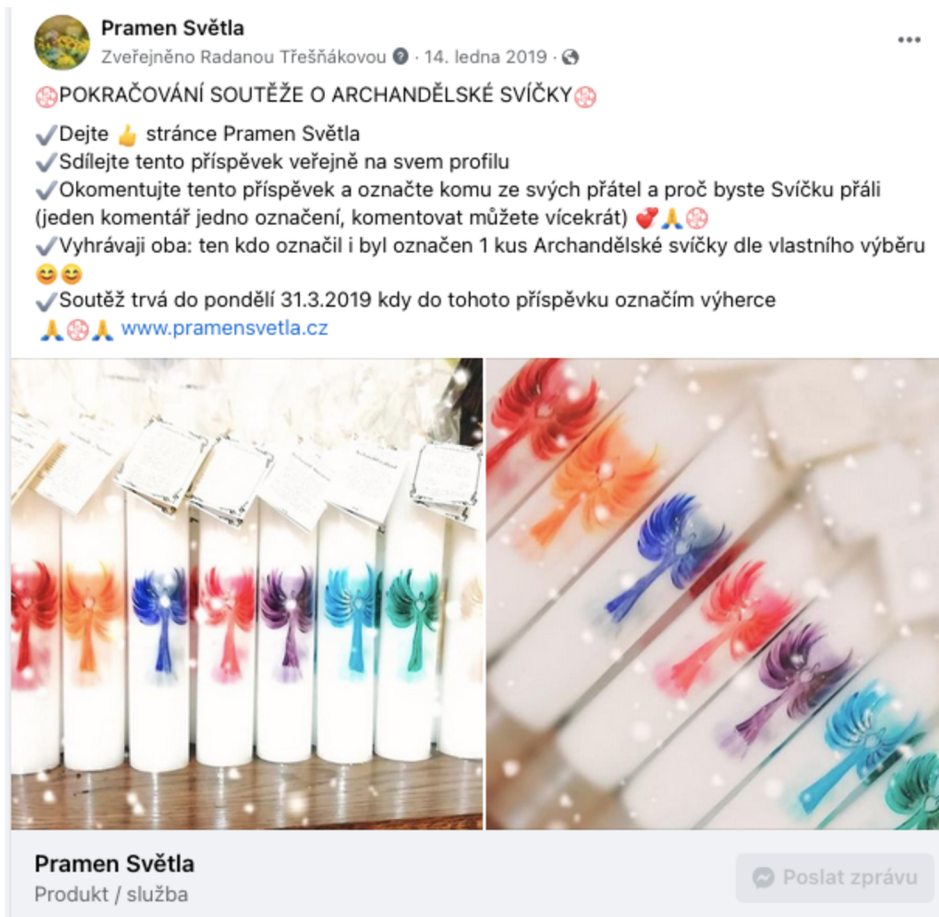 Pramen Světla
Zveřejněno Radanou Třešňákovou · 14. ledna 2019 ·
POKRAČOVÁNÍ SOUTĚŽE O ARCHANDĚLSKÉ SVÍČKY
✔Dejte 👍 stránce Pramen Světla
✔Sdílejte tento příspěvek veřejně na svem profilu
✔Okomentujte tento příspěvek a označte komu ze svých přátel a proč byste Svíčku přáli
(jeden komentář jedno označení, komentovat můžete vícekrát) 💕🙏
✔Vyhrávaji oba: ten kdo označil i byl označen 1 kus Archandělské svíčky dle vlastního výběru
😊😊
✔Soutěž trvá do pondělí 31.3.2019 kdy do tohoto příspěvku označím výherce
🙏🙏 www.pramensvetla.cz
Pramen Světla
Produkt / služba
Poslat zprávu